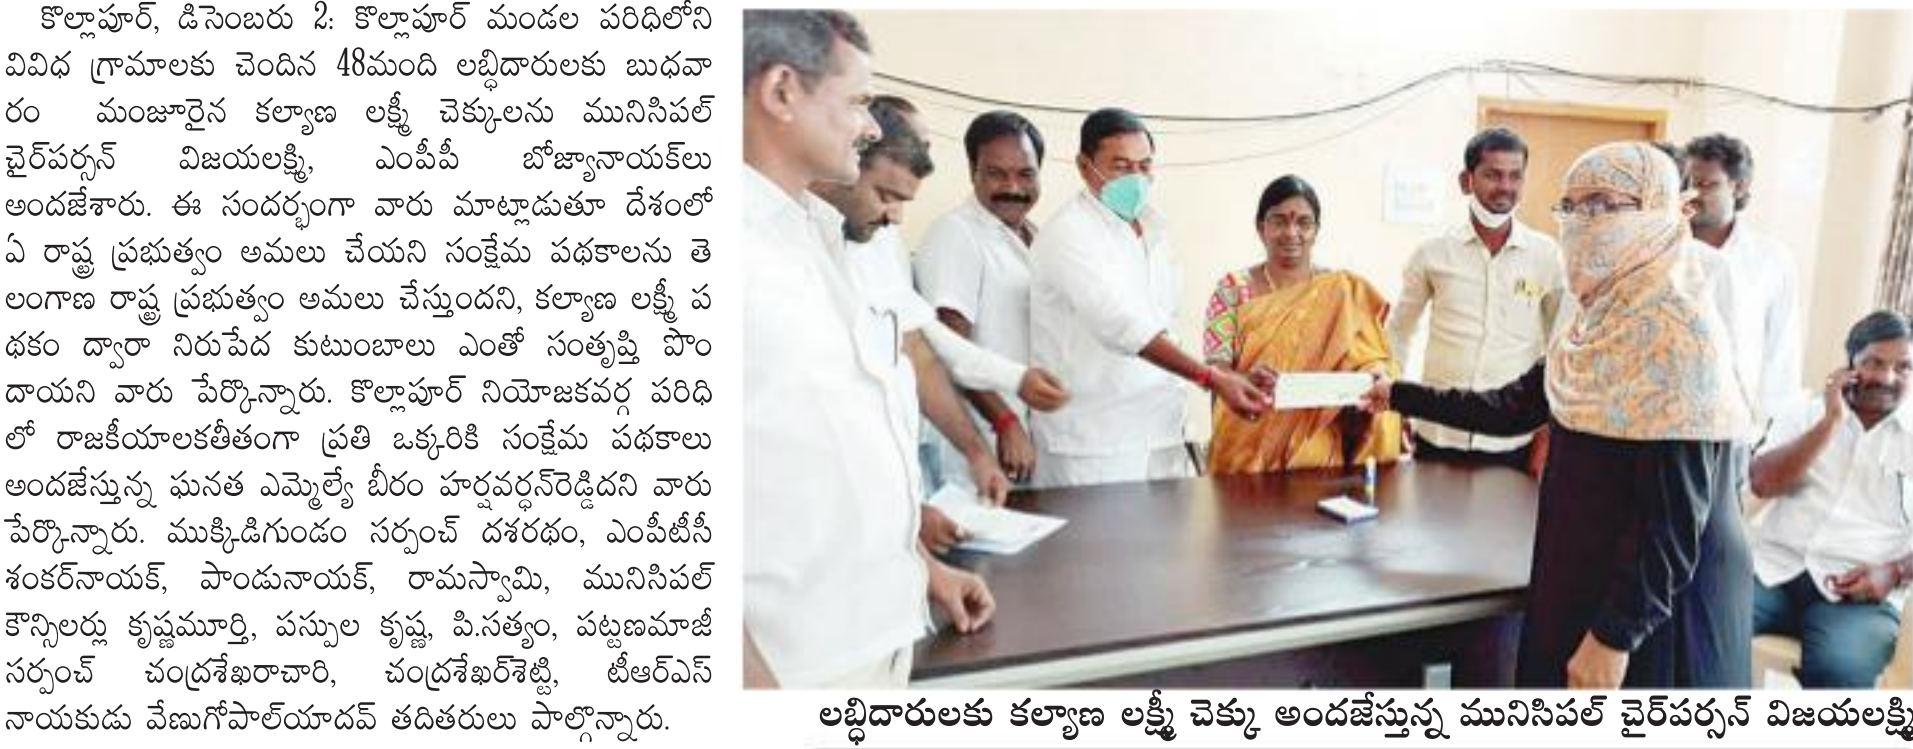 కొల్లాపూర్, డిసెంబరు 2: కొల్లాపూర్ మండల పరిధిలోని
వివిధ గ్రామాలకు చెందిన 48మంది లబ్ధిదారులకు బుధవా
రం మంజూరైన కల్యాణ లక్ష్మీ చెక్కులను మునిసిపల్
చైర్‌పర్సన్ విజయలక్ష్మి, ఎంపీపీ బోజ్యానాయక్‌లు
అందజేశారు. ఈ సందర్భంగా వారు మాట్లాడుతూ దేశంలో
ఏ రాష్ట్ర ప్రభుత్వం అమలు చేయని సంక్షేమ పథకాలను తె
లంగాణ రాష్ట్ర ప్రభుత్వం అమలు చేస్తుందని, కల్యాణ లక్ష్మీ ప
థకం ద్వారా నిరుపేద కుటుంబాలు ఎంతో సంతృప్తి పొం
దాయని వారు పేర్కొన్నారు. కొల్లాపూర్ నియోజకవర్గ పరిధి
లో రాజకీయాలకతీతంగా ప్రతి ఒక్కరికి సంక్షేమ పథకాలు
అందజేస్తున్న ఘనత ఎమ్మెల్యే బీరం హర్షవర్ధన్‌రెడ్డిదని వారు
పేర్కొన్నారు. ముక్కిడిగుండం సర్పంచ్ దశరథం, ఎంపీటీసీ
శంకర్‌నాయక్, పాండునాయక్, రామస్వామి, మునిసిపల్
కౌన్సిలర్లు కృష్ణమూర్తి, పస్పుల కృష్ణ, పి.సత్యం, పట్టణమాజీ
సర్పంచ్ చంద్రశేఖరాచారి, చంద్రశేఖర్‌శెట్టి, టీఆర్ఎస్
నాయకుడు వేణుగోపాల్‌యాదవ్ తదితరులు పాల్గొన్నారు.
లబ్ధిదారులకు కల్యాణ లక్ష్మీ చెక్కు అందజేస్తున్న మునిసిపల్ చైర్‌పర్సన్ విజయలక్ష్మి